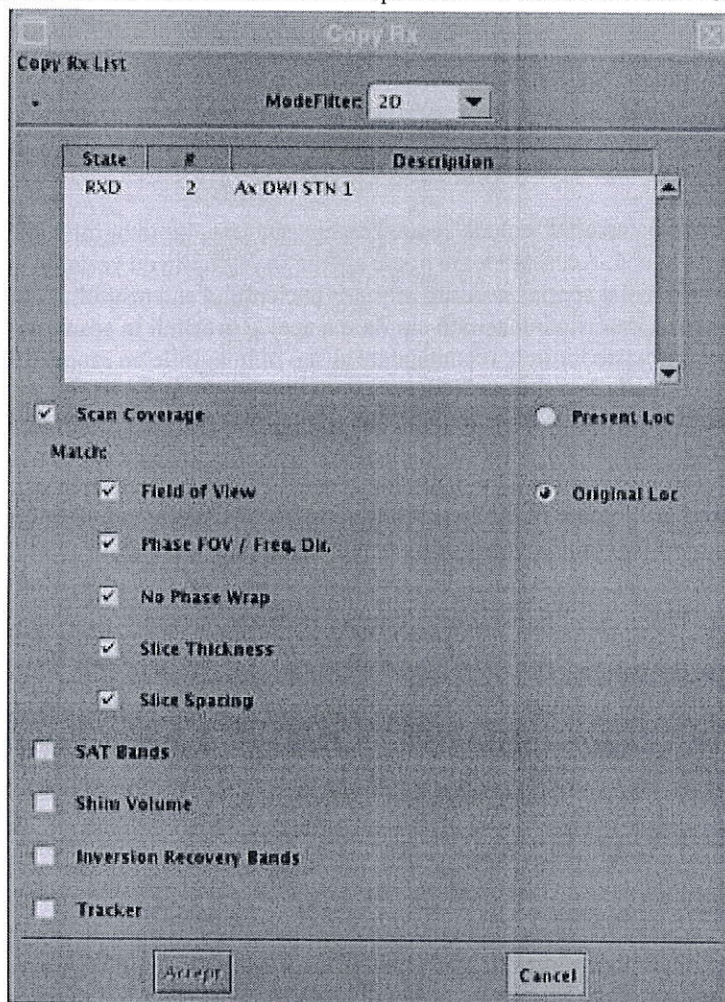 Copy Rx
Copy Rx List
ModeFilter: 2D
State # Description
RXD 2 Ax DWI STN 1
Scan Coverage
Present Loc
Match:
Field of View
Original Loc
Phase FOV / Freq. Dir.
No Phase Wrap
Slice Thickness
Slice Spacing
SAT Bands
Shim Volume
Inversion Recovery Bands
Tracker
Accept
Cancel